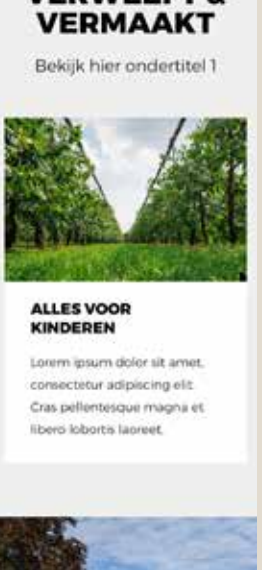 VERWELMT &
VERMAAKT
Bekijk hier ondertitel 1
ALLES VOOR
KINDEREN
Lorem ipsum dolor sit amet,
consectetur adipiscing elit.
Cras pellentesque magna et
libero lobortis laoreet.